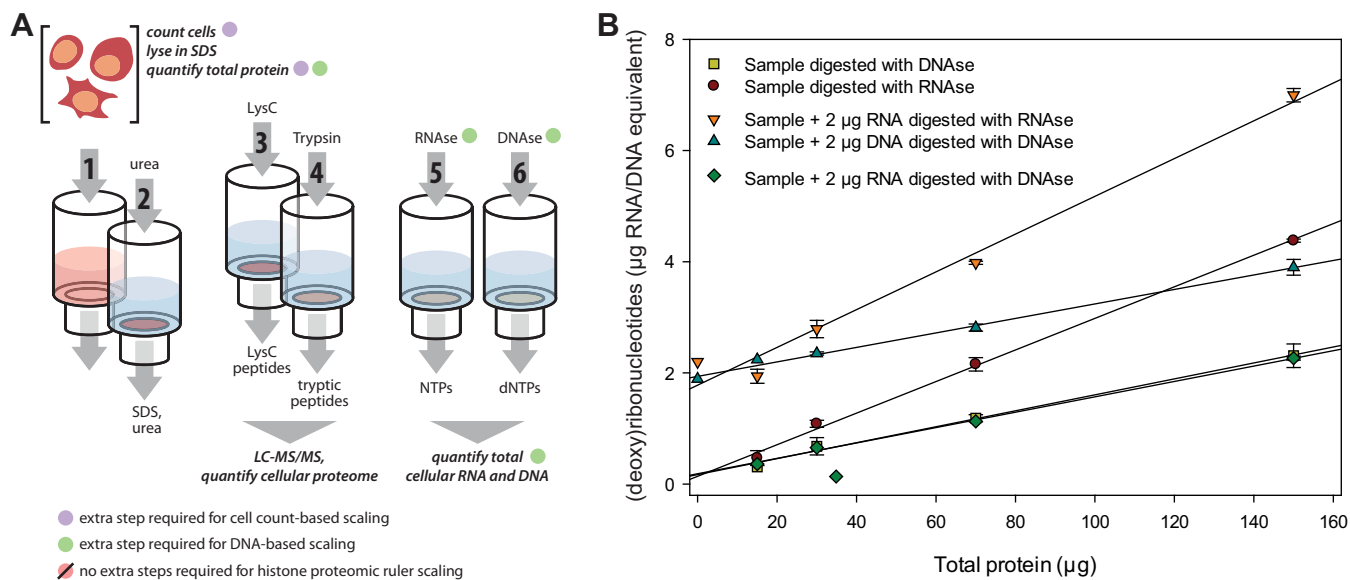 A
count cells
lyse in SDS
quantify total protein
1
urea
2
SDS,
urea
LysC
3
Trypsin
4
LysC
peptides
tryptic
peptides
LC-MS/MS,
quantify cellular proteome
RNAse
5
DNAse
6
NTPs
dNTPs
quantify total
cellular RNA and DNA
extra step required for cell count-based scaling
extra step required for DNA-based scaling
no extra steps required for histone proteomic ruler scaling
B
(deoxy)ribonucleotides (µg RNA/DNA equivalent)
8
6
4
2
0
Sample digested with DNAse
Sample digested with RNAse
Sample + 2 µg RNA digested with RNAse
Sample + 2 µg DNA digested with DNAse
Sample + 2 µg RNA digested with DNAse
0 20 40 60 80 100 120 140 160
Total protein (µg)